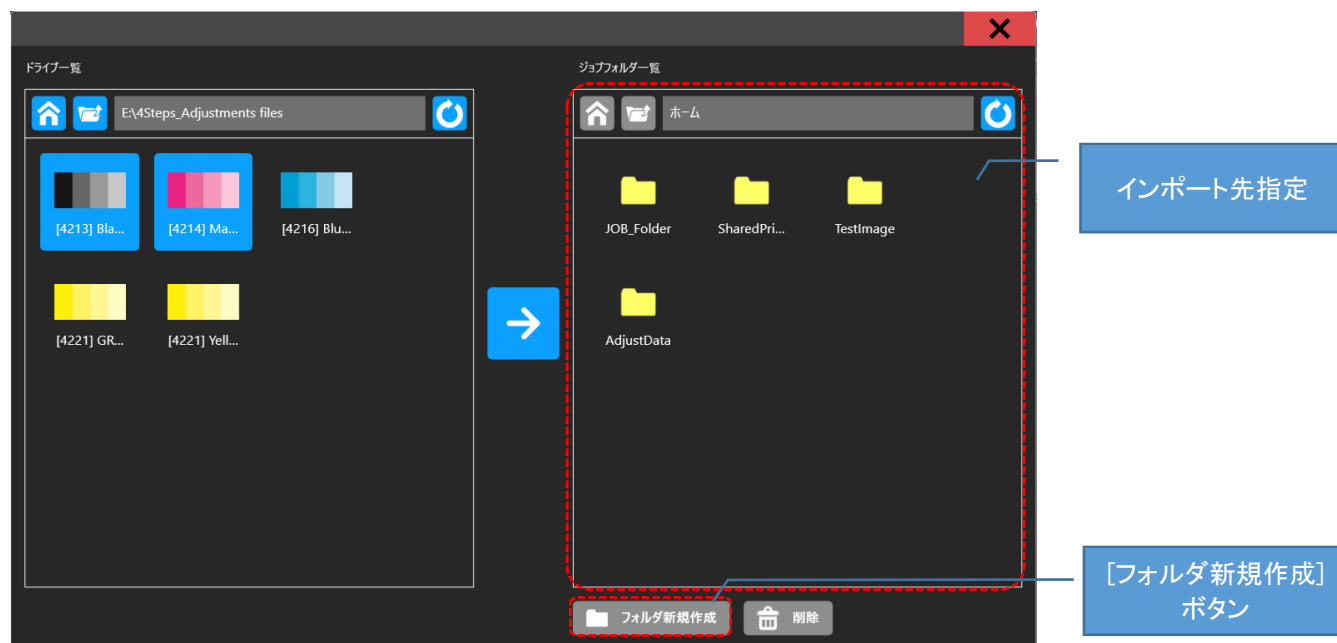 ドライブ一覧
ジョブフォルダ一覧
E:\4Steps_Adjustments files
ホーム
[4213] Bla...
[4214] Ma...
[4216] Blu...
JOB_Folder
SharedPri...
TestImage
インポート先指定
[4221] GR...
[4221] Yell...
AdjustData
[フォルダ新規作成]
ボタン
フォルダ新規作成
削除